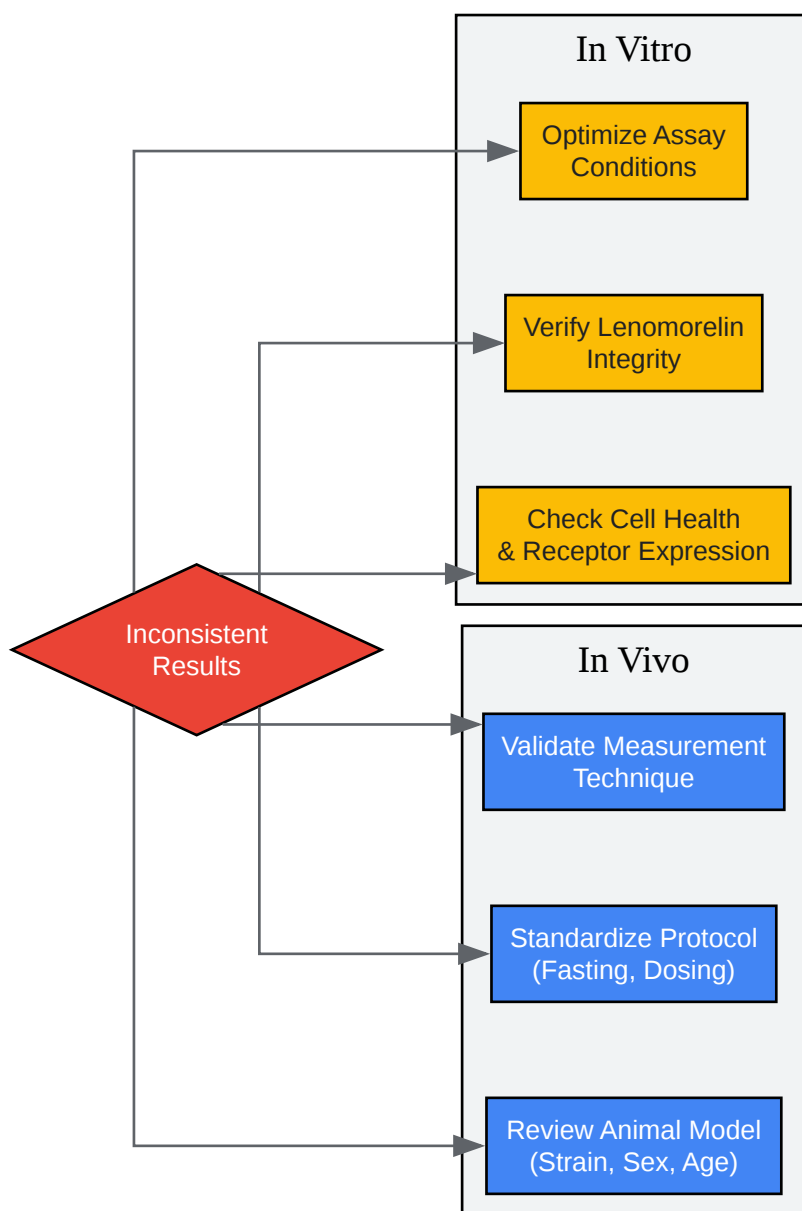 In Vitro
Optimize Assay
Conditions
Verify Lenomorelin
Integrity
Check Cell Health
& Receptor Expression
Inconsistent
Results
In Vivo
Validate Measurement
Technique
Standardize Protocol
(Fasting, Dosing)
Review Animal Model
(Strain, Sex, Age)